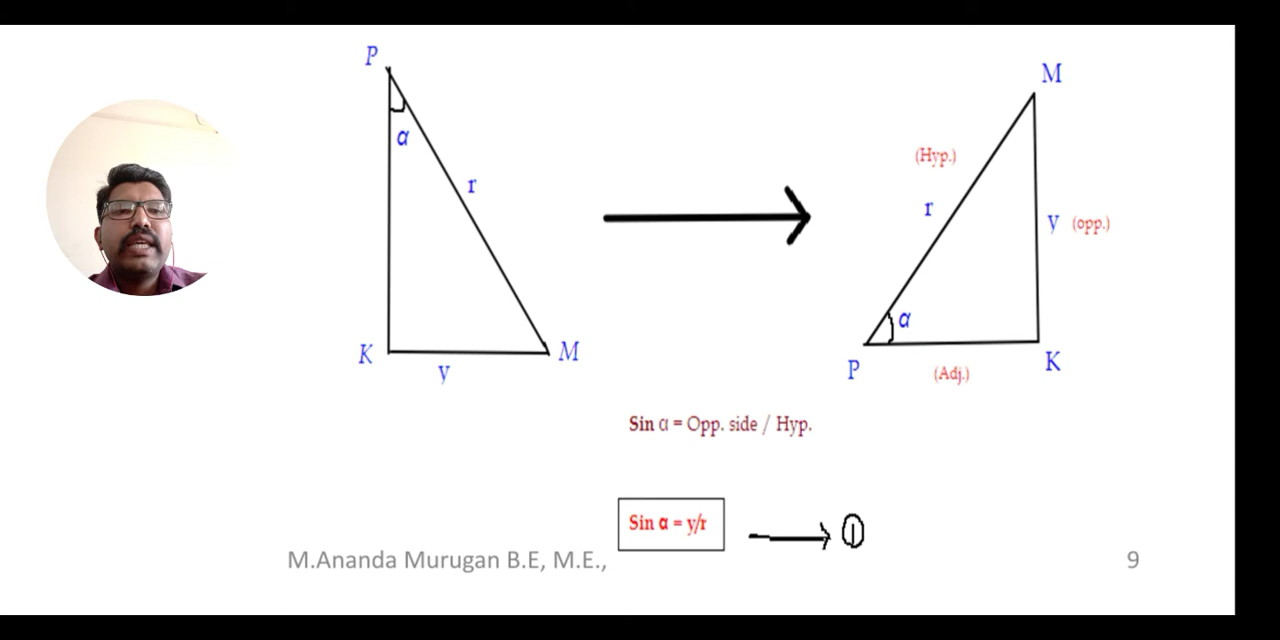 P
α
r
K
y
M
M
(Hyp.)
r
y (opp.)
α
P
(Adj.)
K
Sin α = Opp. side / Hyp.
Sin α = y/r
1
M.Ananda Murugan B.E, M.E.,
9